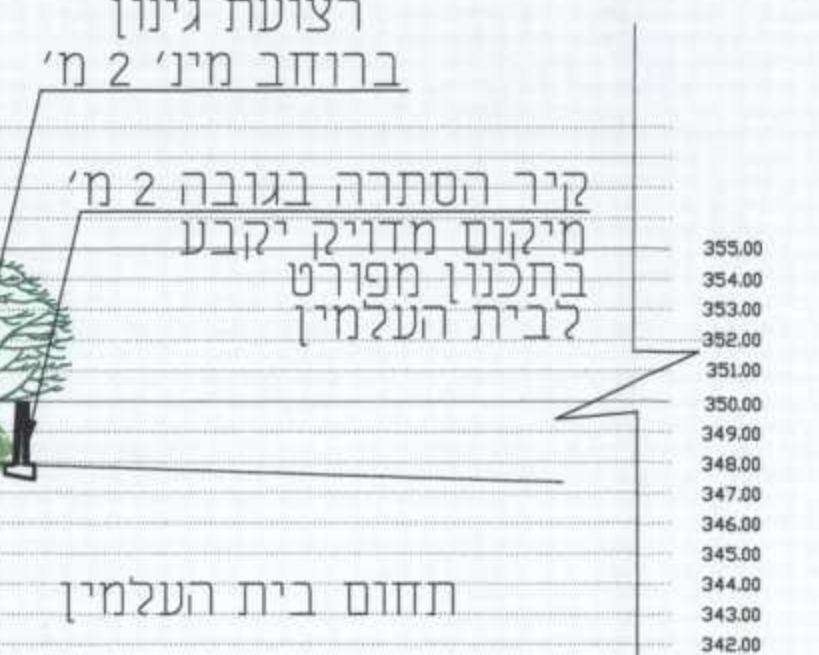 רצועת גינון
ברוחב מינ' 2 מ'
קיר הסתרה בגובה 2 מ'
מיקום מדוייק יקבע
בתכנון מפורט
לבית העלמין
355.00
354.00
353.00
352.00
351.00
350.00
349.00
348.00
347.00
346.00
345.00
344.00
343.00
342.00
תחום בית העלמין